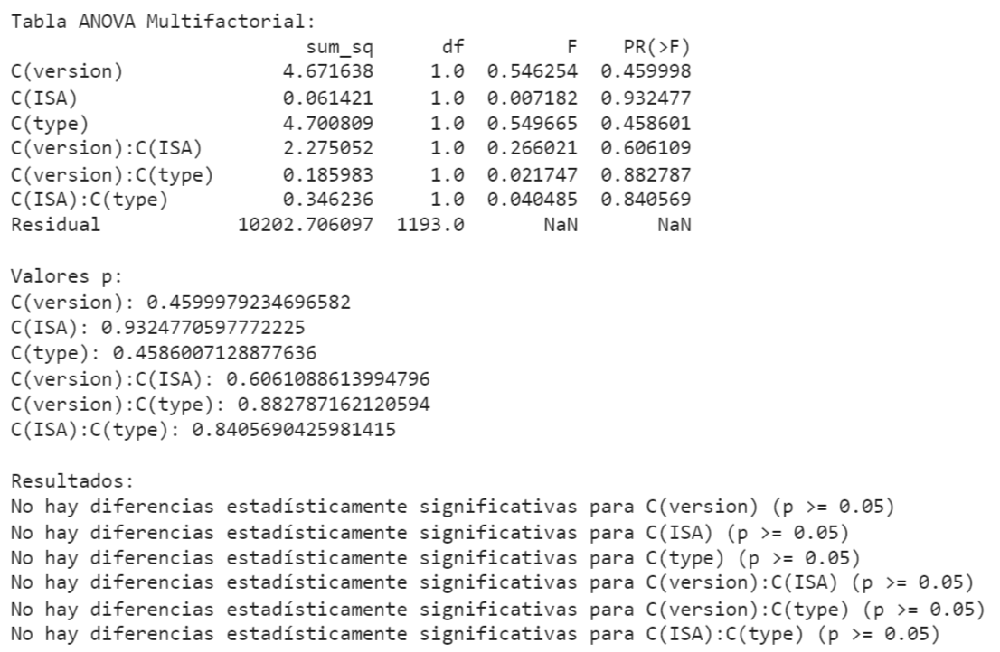 Tabla ANOVA Multifactorial:
sum_sq df F PR(>F)
C(version) 4.671638 1.0 0.546254 0.459998
C(ISA) 0.061421 1.0 0.007182 0.932477
C(type) 4.700809 1.0 0.549665 0.458601
C(version):C(ISA) 2.275052 1.0 0.266021 0.606109
C(version):C(type) 0.185983 1.0 0.021747 0.882787
C(ISA):C(type) 0.346236 1.0 0.040485 0.840569
Residual 10202.706097 1193.0 NaN NaN
Valores p:
C(version): 0.4599979234696582
C(ISA): 0.9324770597772225
C(type): 0.4586007128877636
C(version):C(ISA): 0.6061088613994796
C(version):C(type): 0.882787162120594
C(ISA):C(type): 0.8405690425981415
Resultados:
No hay diferencias estadísticamente significativas para C(version) (p >= 0.05)
No hay diferencias estadísticamente significativas para C(ISA) (p >= 0.05)
No hay diferencias estadísticamente significativas para C(type) (p >= 0.05)
No hay diferencias estadísticamente significativas para C(version):C(ISA) (p >= 0.05)
No hay diferencias estadísticamente significativas para C(version):C(type) (p >= 0.05)
No hay diferencias estadísticamente significativas para C(ISA):C(type) (p >= 0.05)